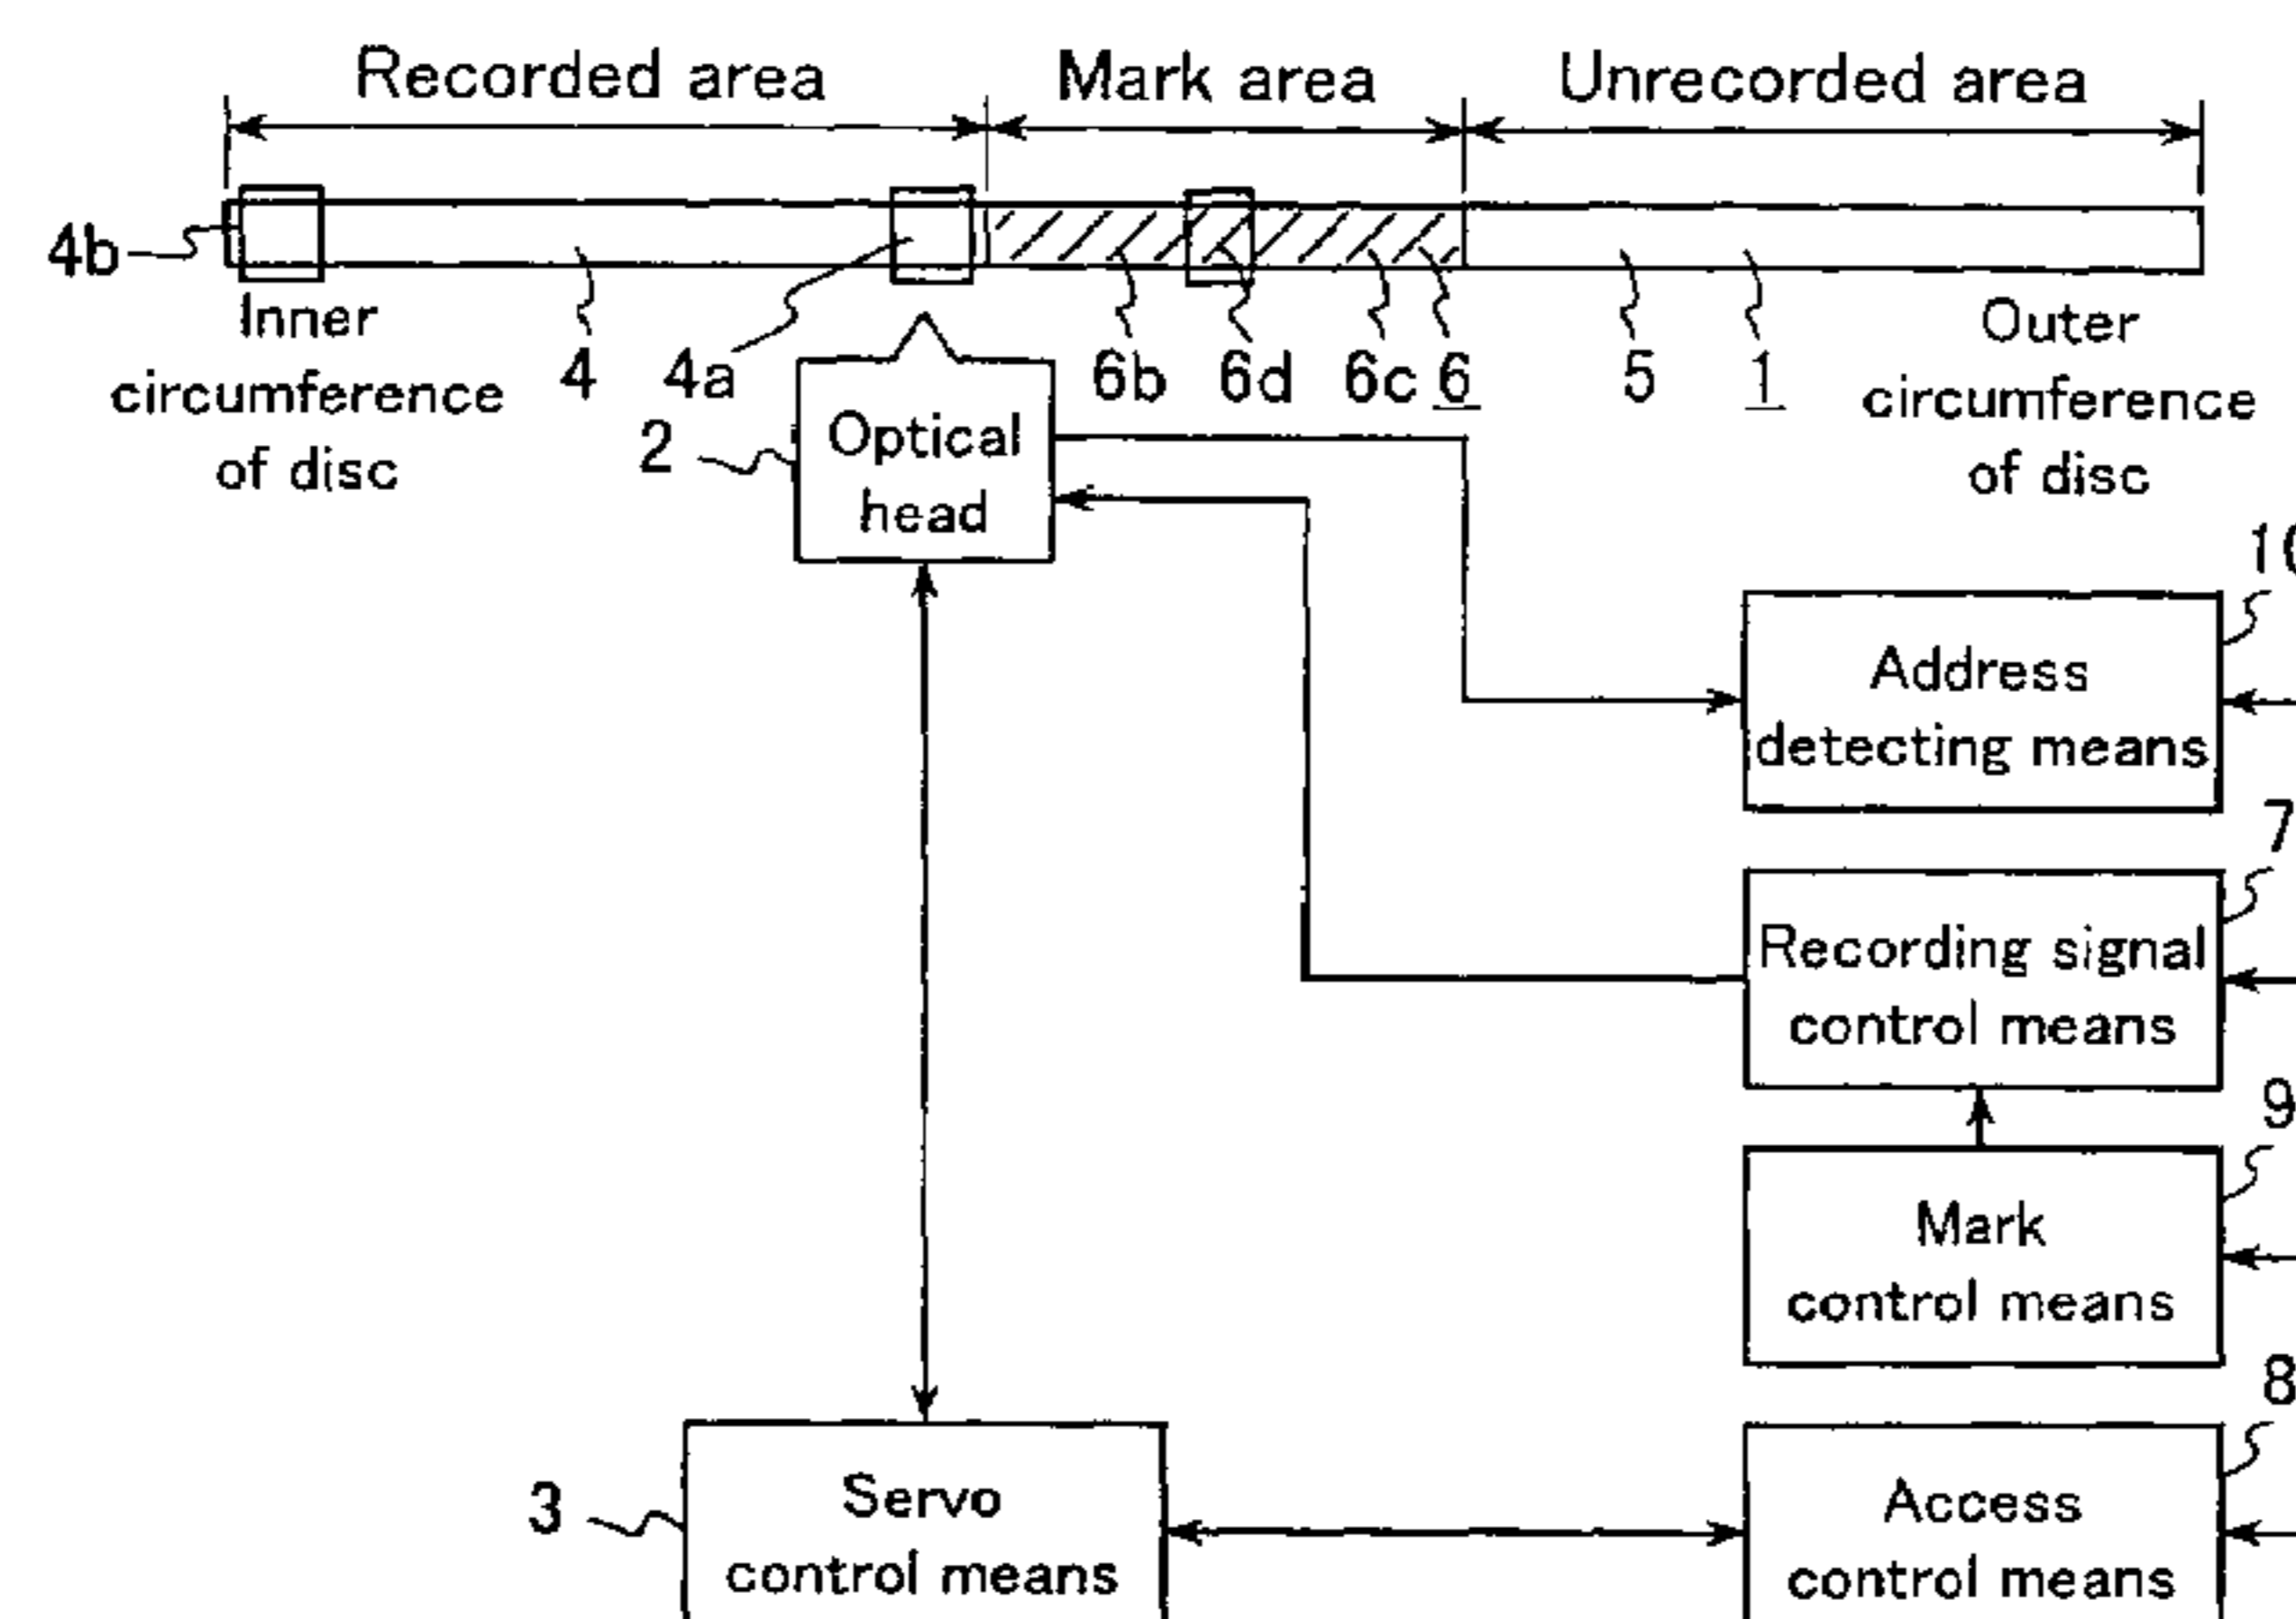 Recorded area Mark area Unrecorded area
4b
Inner
circumference
of disc
4 4a 6b 6d 6c 6 5 1
Outer
circumference
of disc
2
Optical
head
10
Address
detecting means
7
Recording signal
control means
9
Mark
control means
8
3
Servo
control means
Access
control means